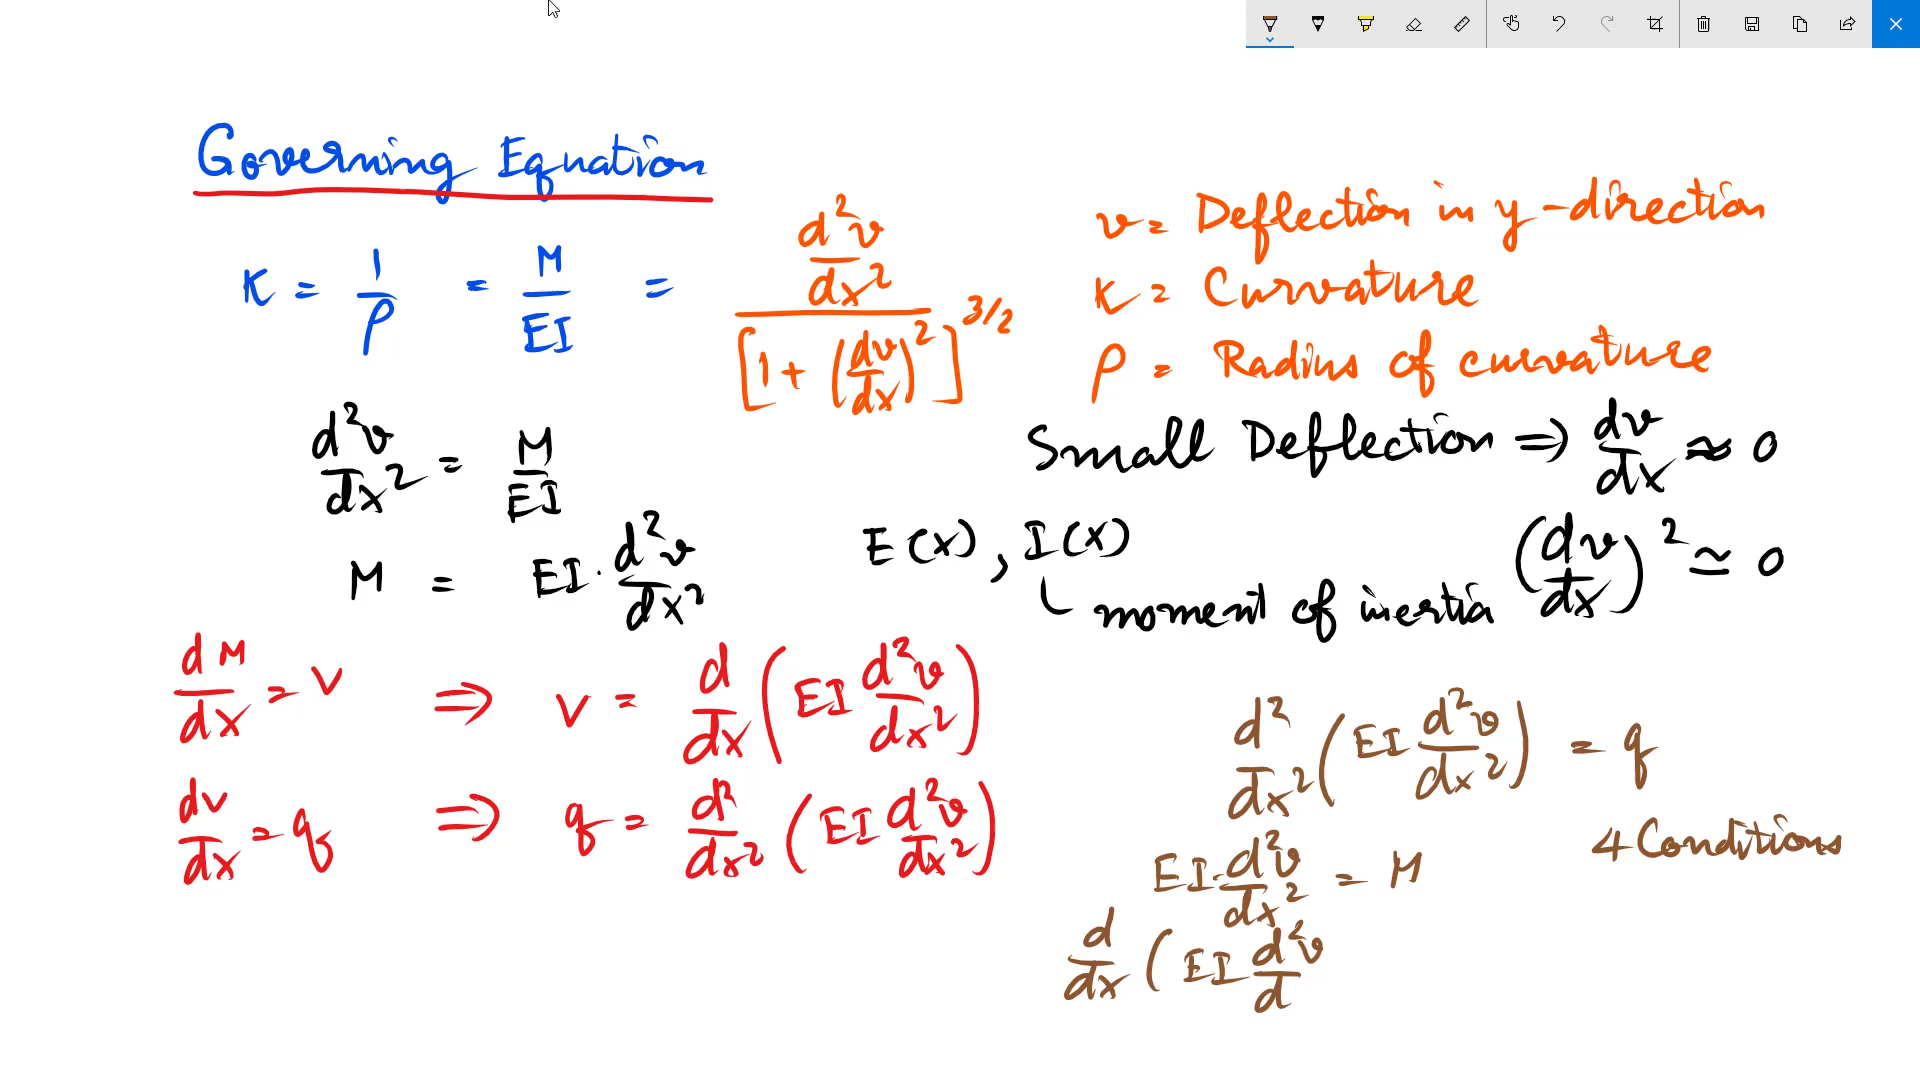 Governing Equation
κ = 1/ρ = M/EI = (d²v/dx²) / [1 + (dv/dx)²]^3/2
v = Deflection in y-direction
κ = Curvature
ρ = Radius of curvature
d²v/dx² = M/EI
Small Deflection ⇒ dv/dx ≈ 0
M = EI · d²v/dx²
E(x), I(x)
moment of inertia
(dv/dx)² ≃ 0
dM/dx = V ⇒ V = d/dx (EI d²v/dx²)
dV/dx = q ⇒ q = d²/dx² (EI d²v/dx²)
d²/dx² (EI d²v/dx²) = q
4 Conditions
EI · d²v/dx² = M
d/dx (EI d²v/d